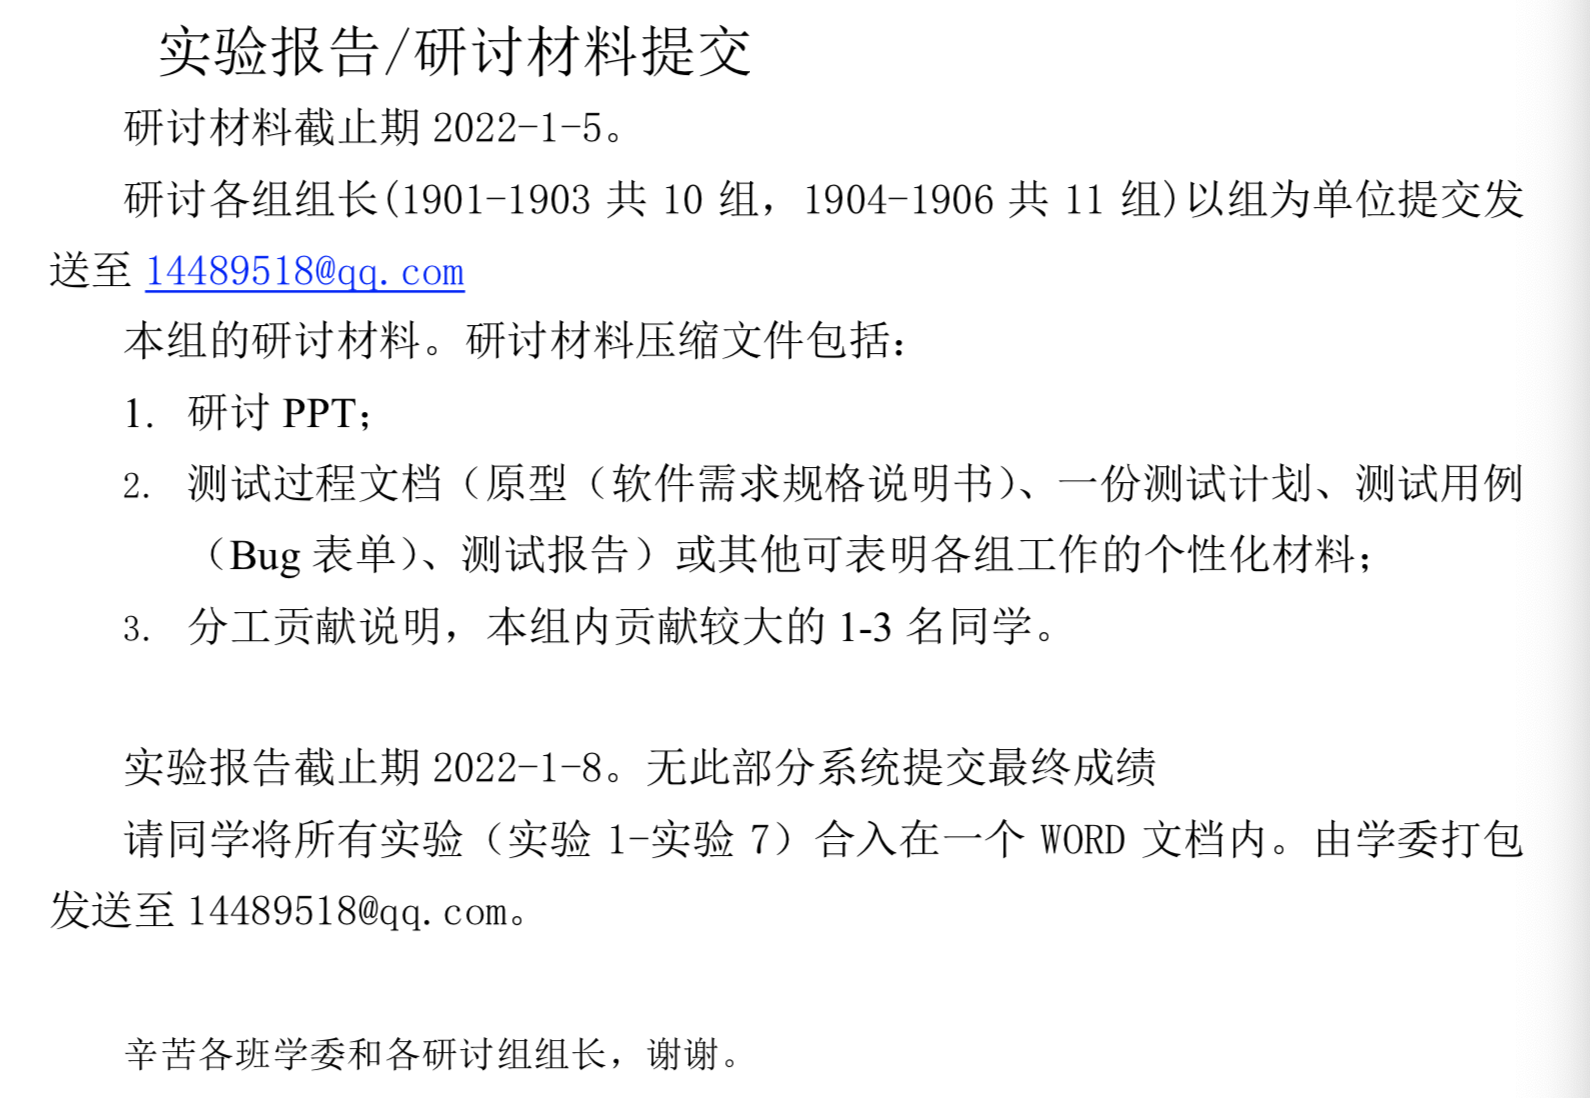 实验报告/研讨材料提交
研讨材料截止期 2022-1-5。
研讨各组组长(1901-1903 共 10 组，1904-1906 共 11 组)以组为单位提交发
送至 14489518@qq.com
本组的研讨材料。研讨材料压缩文件包括：
1. 研讨 PPT；
2. 测试过程文档（原型（软件需求规格说明书）、一份测试计划、测试用例
（Bug 表单）、测试报告）或其他可表明各组工作的个性化材料；
3. 分工贡献说明，本组内贡献较大的 1-3 名同学。
实验报告截止期 2022-1-8。无此部分系统提交最终成绩
请同学将所有实验（实验 1-实验 7）合入在一个 WORD 文档内。由学委打包
发送至 14489518@qq.com。
辛苦各班学委和各研讨组组长，谢谢。